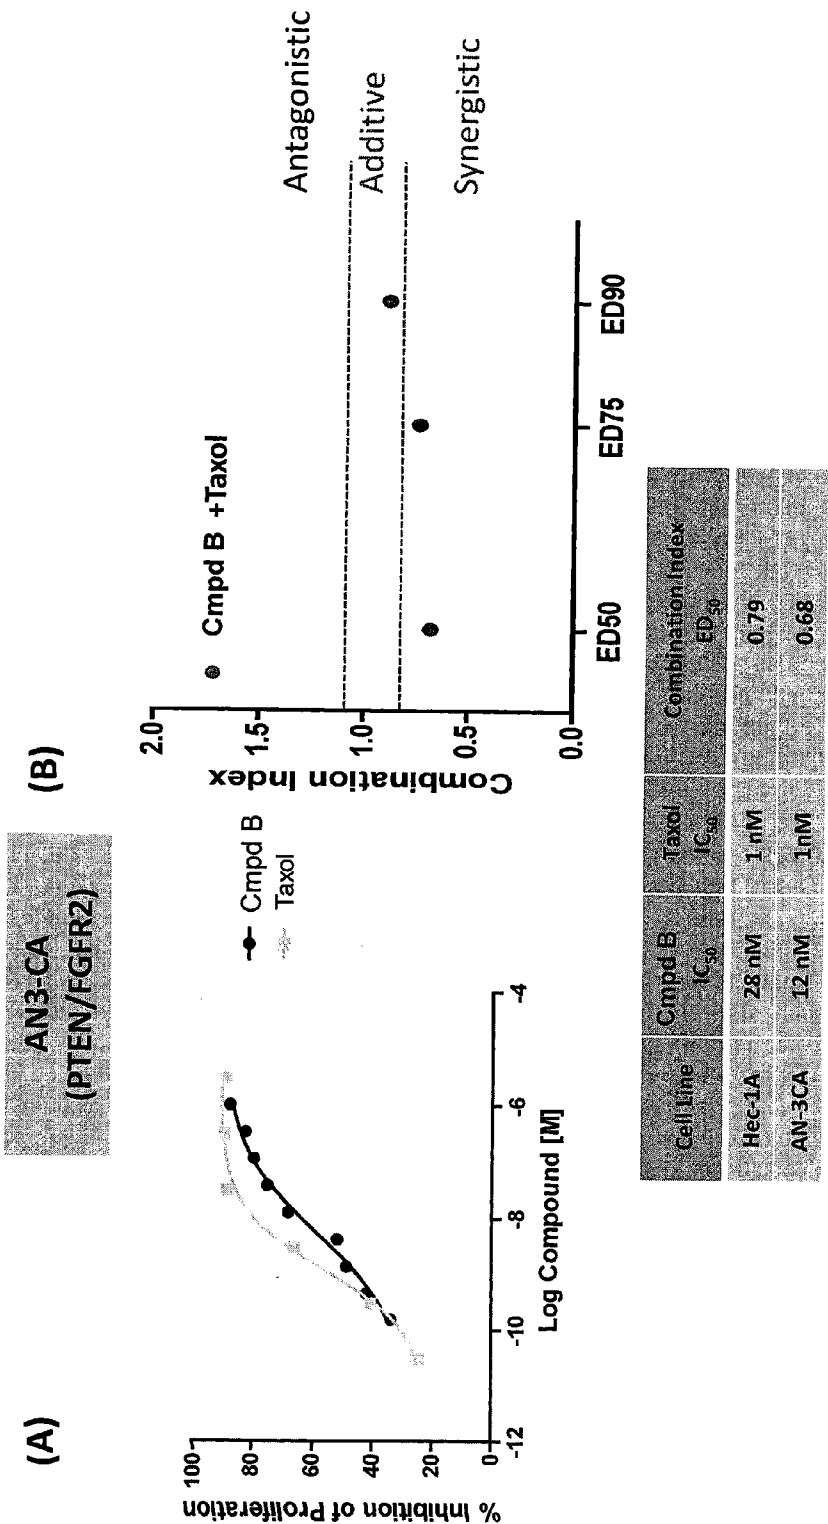 AN3-CA
(PTEN/FGFR2)
(A)
% Inhibition of Proliferation
100
80
60
40
20
0
-12
-10
-8
-6
-4
Log Compound [M]
Cmpd B
Taxol
(B)
Combination Index
2.0
1.5
1.0
0.5
0.0
Cmpd B +Taxol
ED50
ED75
ED90
Antagonistic
Additive
Synergistic
Cell Line
Cmpd B
IC50
Taxol
IC50
Combination Index
ED50
Hec-1A
28 nM
1 nM
0.79
AN-3CA
12 nM
1nM
0.68